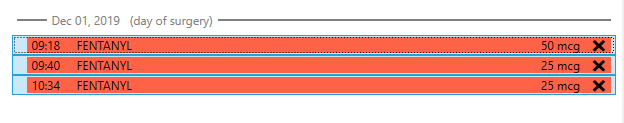 Dec 01, 2019 (day of surgery)
09:18 FENTANYL 50 mcg
09:40 FENTANYL 25 mcg
10:34 FENTANYL 25 mcg